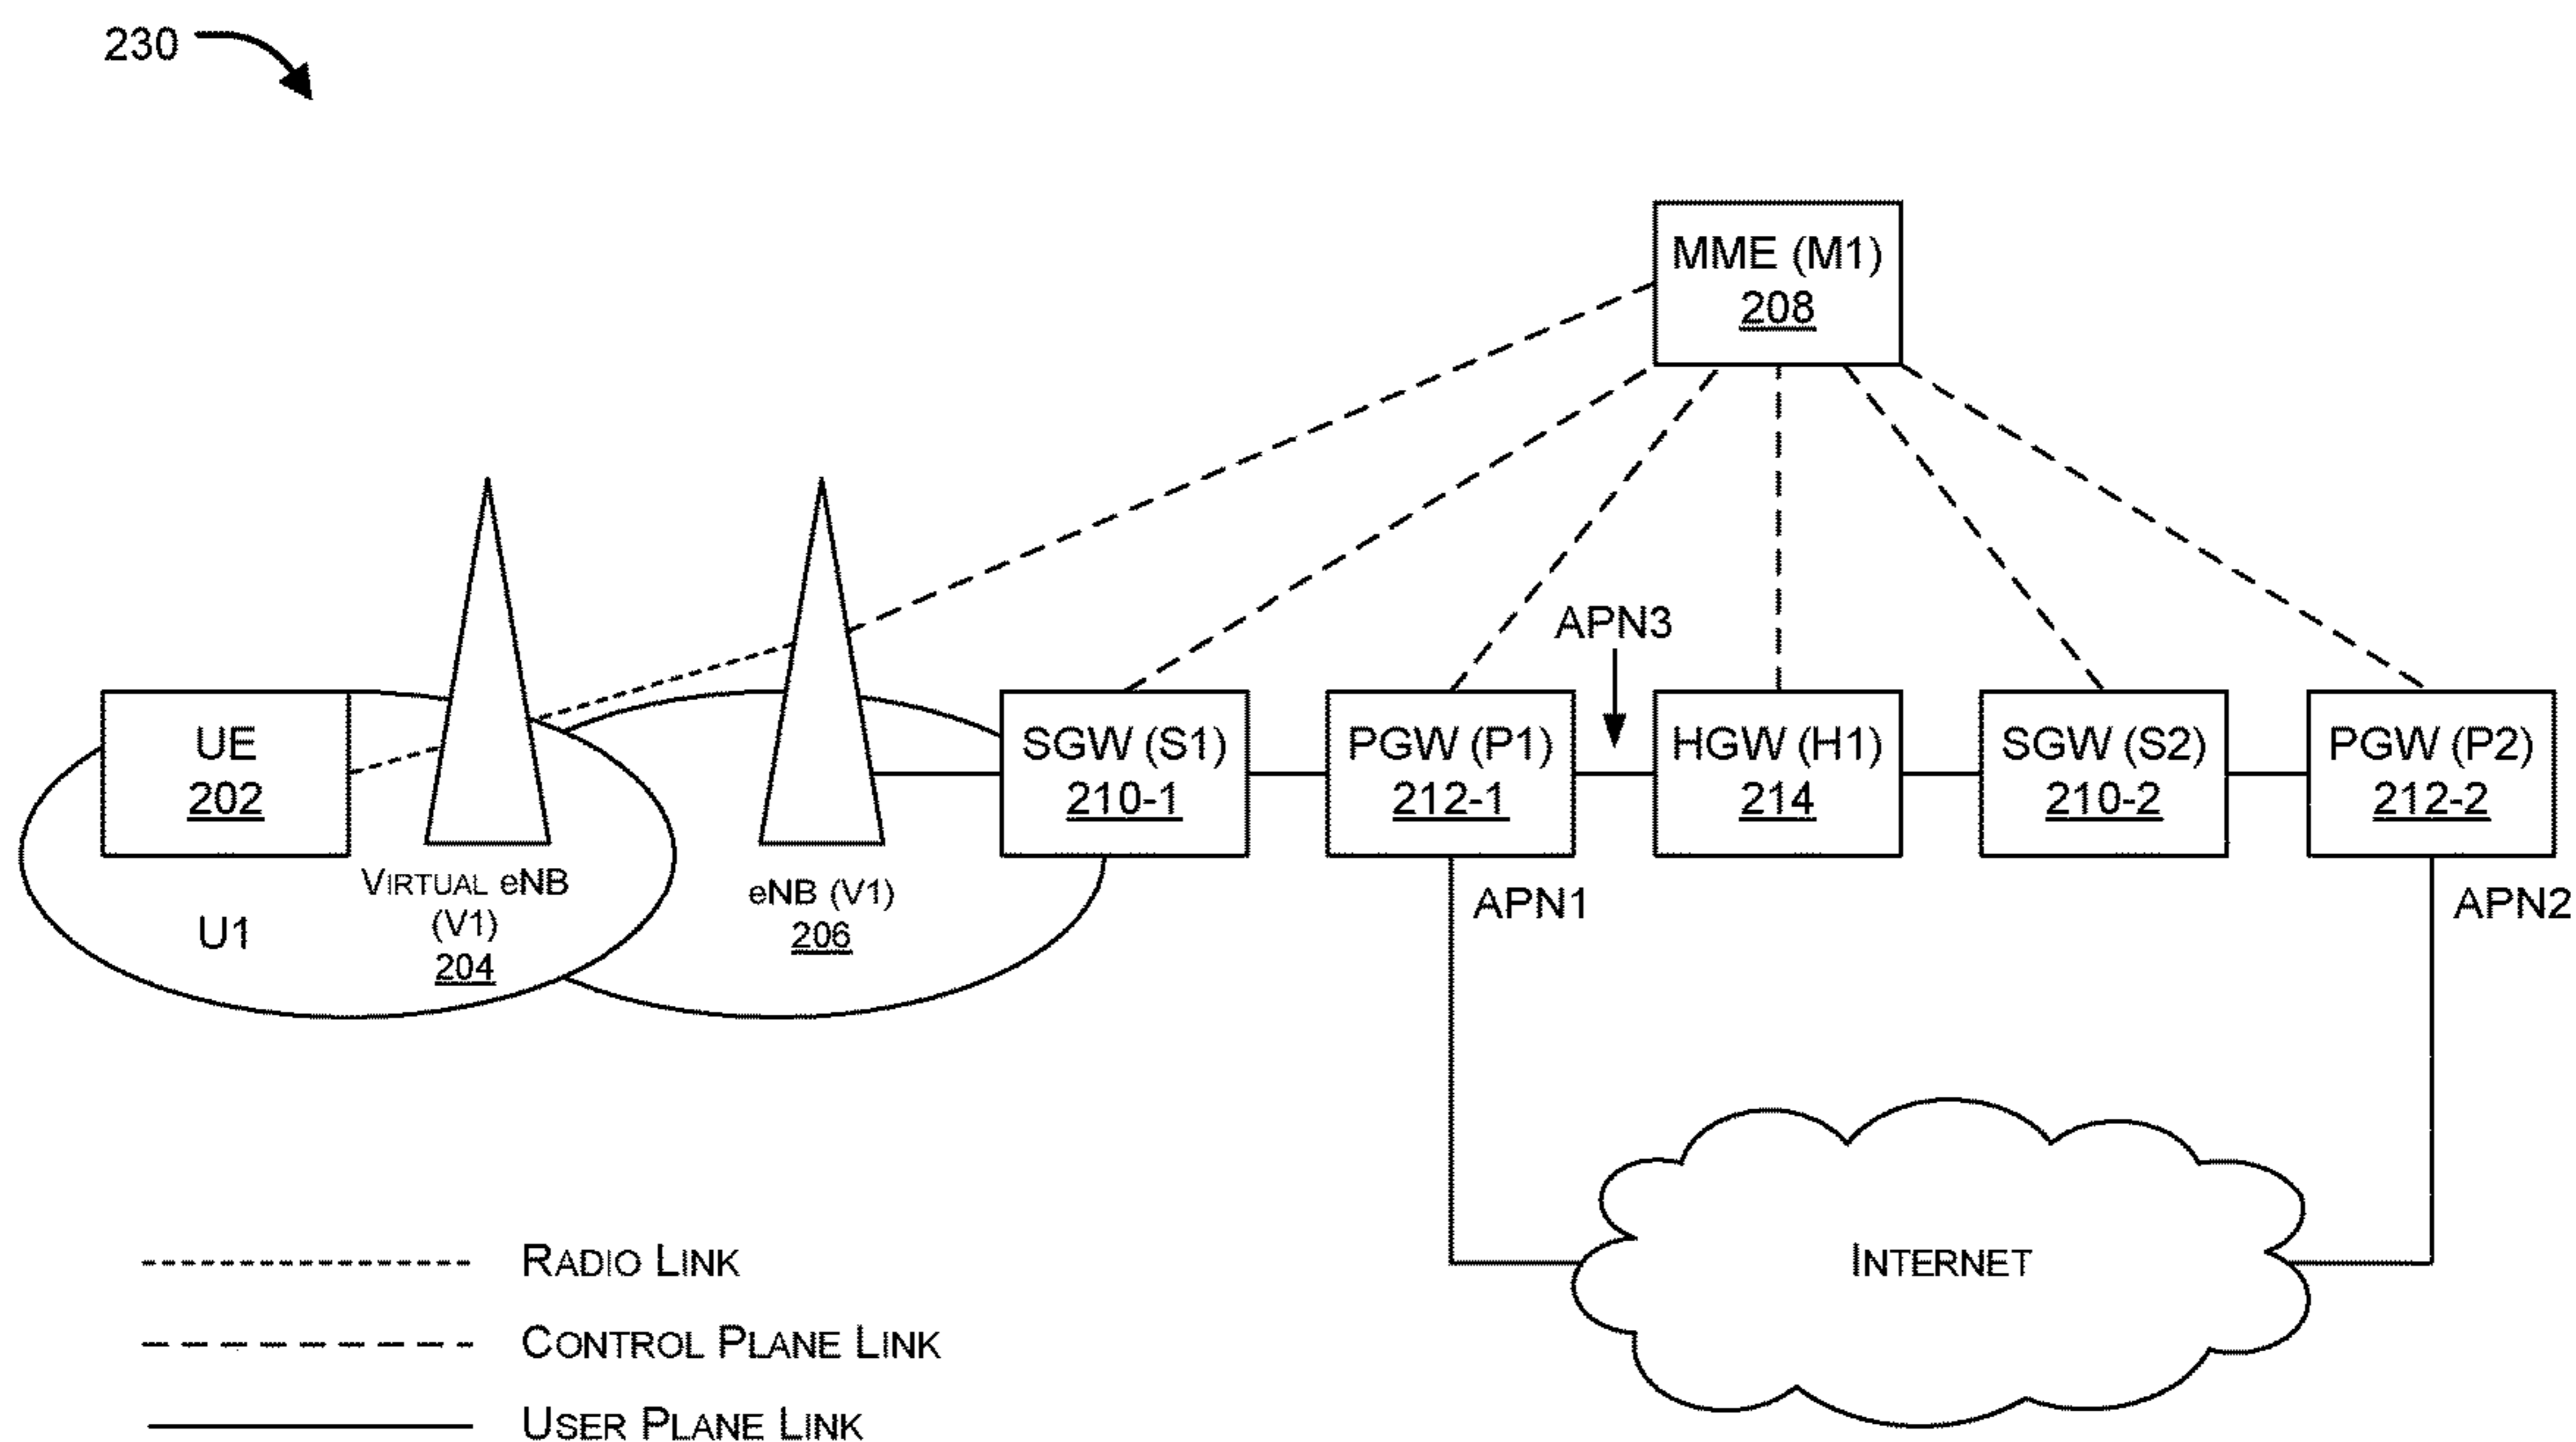 230
MME (M1)
208
APN3
UE
202
SGW (S1)
210-1
PGW (P1)
212-1
HGW (H1)
214
SGW (S2)
210-2
PGW (P2)
212-2
U1
VIRTUAL eNB
(V1)
204
eNB (V1)
206
APN1
APN2
INTERNET
RADIO LINK
CONTROL PLANE LINK
USER PLANE LINK